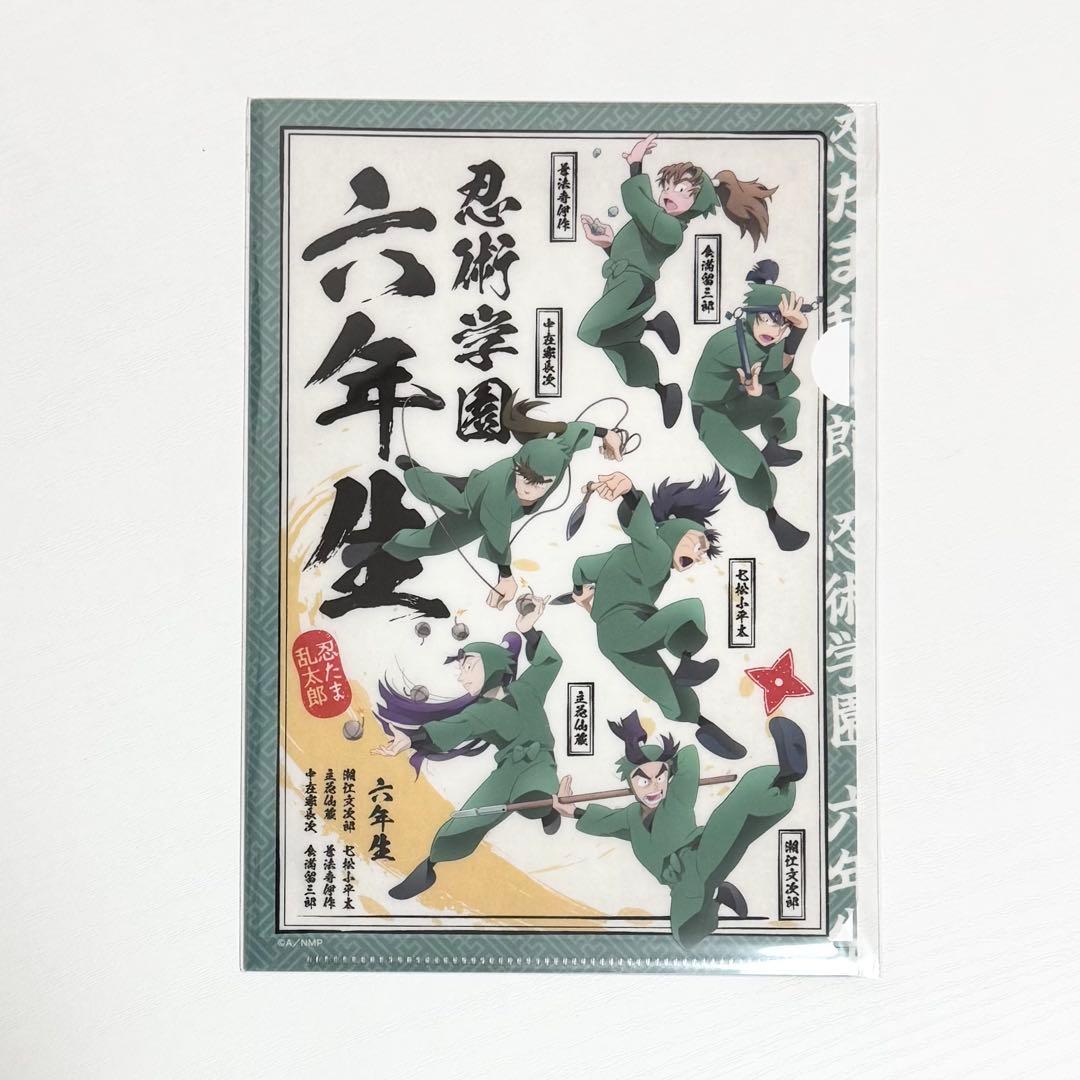 忍術学園
六年生
善法寺伊作
食満留三郎
中在家長次
七松小平太
立花仙蔵
潮江文次郎
忍たま
乱太郎
六年生
潮江文次郎
立花仙蔵
中在家長次
七松小平太
善法寺伊作
食満留三郎
©A/NMP
忍たま乱 郎 忍術学園 六年生